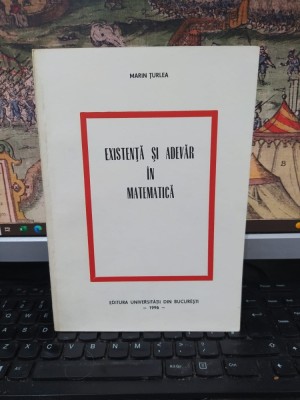 MARIN ȚURLEA
EXISTENȚĂ ȘI ADEVĂR
ÎN
MATEMATICĂ
EDITURA UNIVERSITĂȚII DIN BUCUREȘTI
– 1996 –